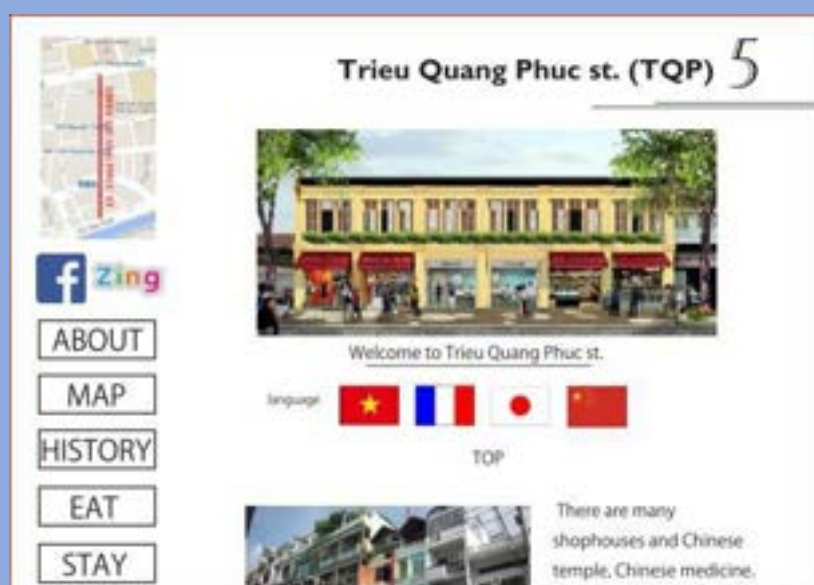 Trieu Quang Phuc st. (TQP) 5
Zing
ABOUT
MAP
HISTORY
EAT
STAY
Welcome to Trieu Quang Phuc st.
language
TOP
There are many
shophouses and Chinese
temple, Chinese medicine.